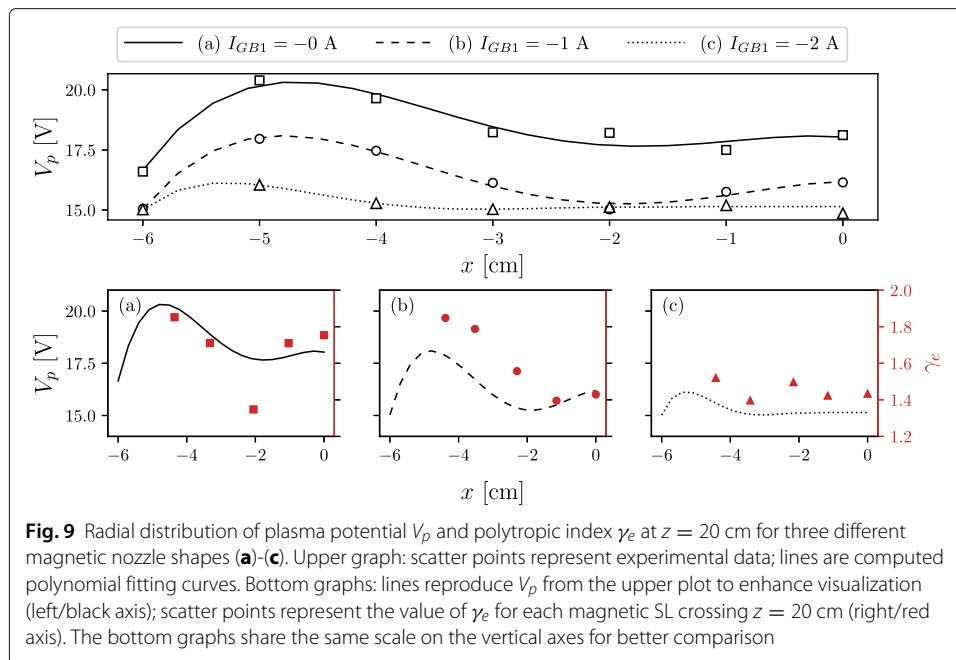 (a) I_GB1 = −0 A (b) I_GB1 = −1 A (c) I_GB1 = −2 A
20.0
17.5
15.0
V_p [V]
−6 −5 −4 −3 −2 −1 0
x [cm]
(a) (b) (c)
20.0
15.0
V_p [V]
2.0
1.8
1.6
1.4
1.2
γ_e
−6 −4 −2 0 −6 −4 −2 0 −6 −4 −2 0
x [cm]
Fig. 9 Radial distribution of plasma potential V_p and polytropic index γ_e at z = 20 cm for three different
magnetic nozzle shapes (a)-(c). Upper graph: scatter points represent experimental data; lines are computed
polynomial fitting curves. Bottom graphs: lines reproduce V_p from the upper plot to enhance visualization
(left/black axis); scatter points represent the value of γ_e for each magnetic SL crossing z = 20 cm (right/red
axis). The bottom graphs share the same scale on the vertical axes for better comparison